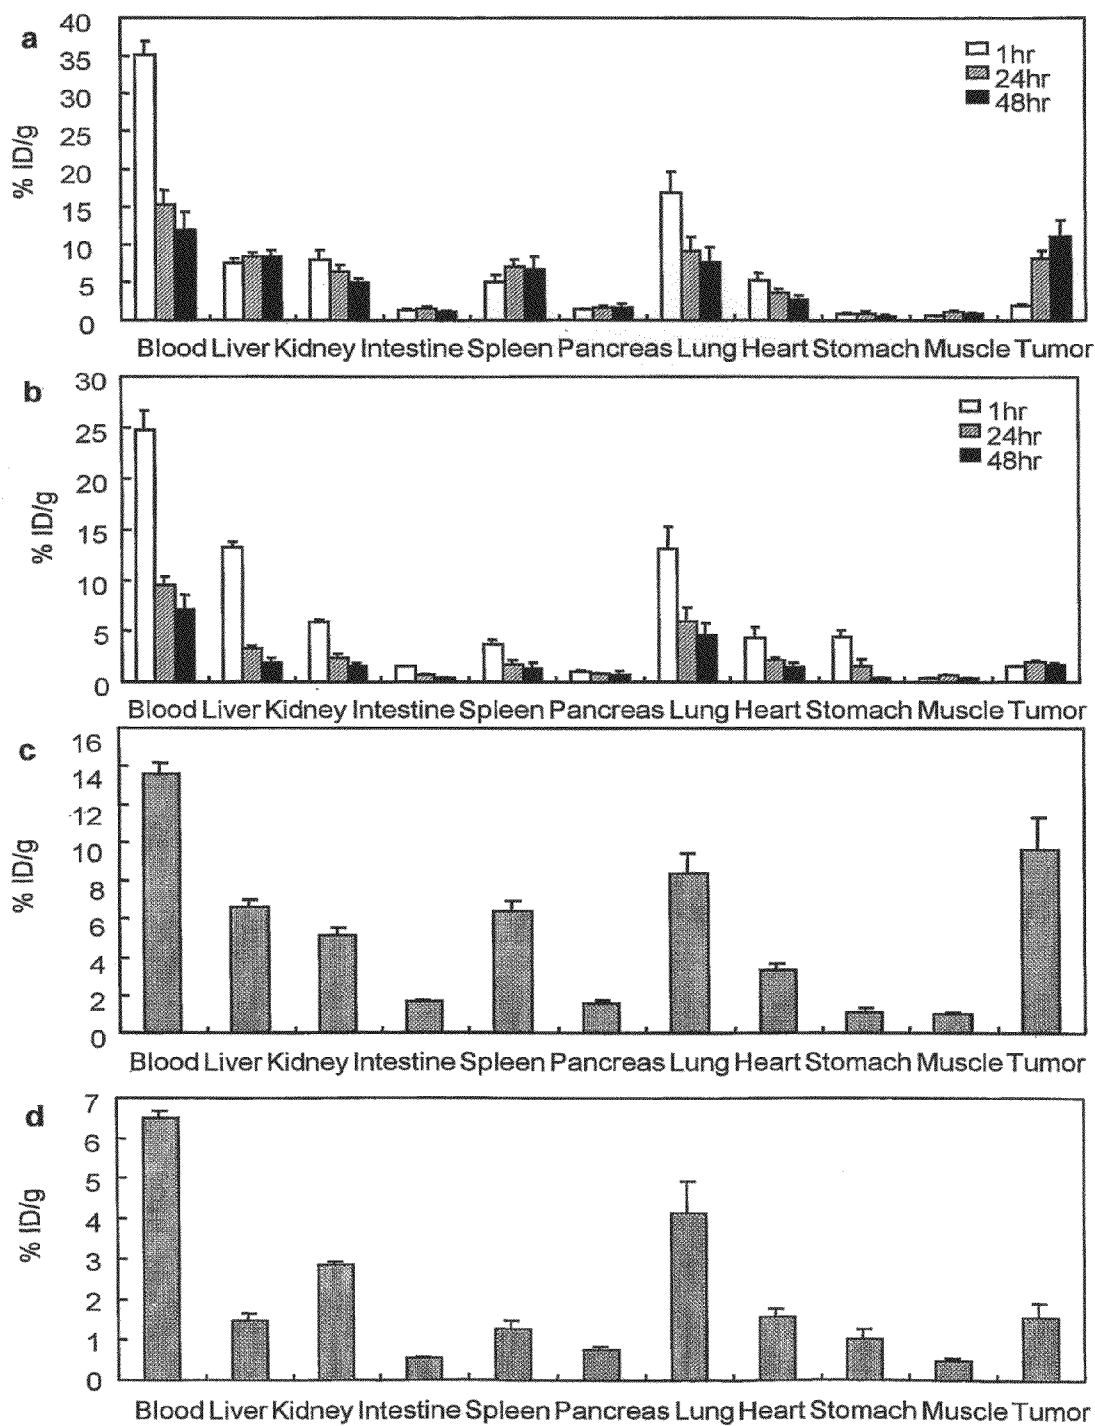 a
% ID/g
40
35
30
25
20
15
10
5
0
1hr
24hr
48hr
Blood Liver Kidney Intestine Spleen Pancreas Lung Heart Stomach Muscle Tumor
b
% ID/g
30
25
20
15
10
5
0
1hr
24hr
48hr
Blood Liver Kidney Intestine Spleen Pancreas Lung Heart Stomach Muscle Tumor
c
% ID/g
16
14
12
10
8
6
4
2
0
Blood Liver Kidney Intestine Spleen Pancreas Lung Heart Stomach Muscle Tumor
d
% ID/g
7
6
5
4
3
2
1
0
Blood Liver Kidney Intestine Spleen Pancreas Lung Heart Stomach Muscle Tumor